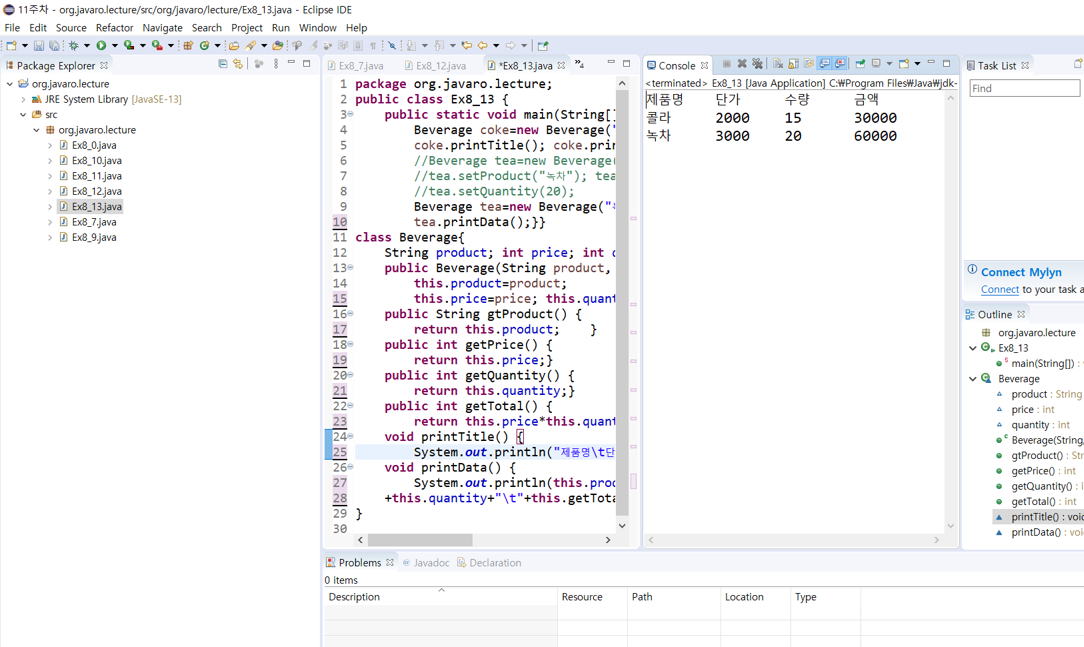 11주차 - org.javaro.lecture/src/org/javaro/lecture/Ex8_13.java - Eclipse IDE
File Edit Source Refactor Navigate Search Project Run Window Help
Package Explorer
org.javaro.lecture
JRE System Library [JavaSE-13]
src
org.javaro.lecture
Ex8_0.java
Ex8_10.java
Ex8_11.java
Ex8_12.java
Ex8_13.java
Ex8_7.java
Ex8_9.java
Ex8_7.java Ex8_12.java *Ex8_13.java »4
1 package org.javaro.lecture;
2 public class Ex8_13 {
3 public static void main(String[]
4 Beverage coke=new Beverage("
5 coke.printTitle(); coke.prin
6 //Beverage tea=new Beverage(
7 //tea.setProduct("녹차"); tea
8 //tea.setQuantity(20);
9 Beverage tea=new Beverage("
10 tea.printData();}}
11 class Beverage{
12 String product; int price; int
13 public Beverage(String product,
14 this.product=product;
15 this.price=price; this.quant
16 public String gtProduct() {
17 return this.product; }
18 public int getPrice() {
19 return this.price;}
20 public int getQuantity() {
21 return this.quantity;}
22 public int getTotal() {
23 return this.price*this.quant
24 void printTitle() {
25 System.out.println("제품명\t단
26 void printData() {
27 System.out.println(this.prod
28 +this.quantity+"\t"+this.getTota
29 }
30
Console
<terminated> Ex8_13 [Java Application] C:₩Program Files₩Java₩jdk-
제품명 단가 수량 금액
콜라 2000 15 30000
녹차 3000 20 60000
Task List
Find
Connect Mylyn
Connect to your task a
Outline
org.javaro.lecture
Ex8_13
main(String[]) :
Beverage
product : String
price : int
quantity : int
Beverage(String
gtProduct() : St
getPrice() : int
getQuantity() : i
getTotal() : int
printTitle() : void
printData() : voi
Problems Javadoc Declaration
0 items
Description Resource Path Location Type